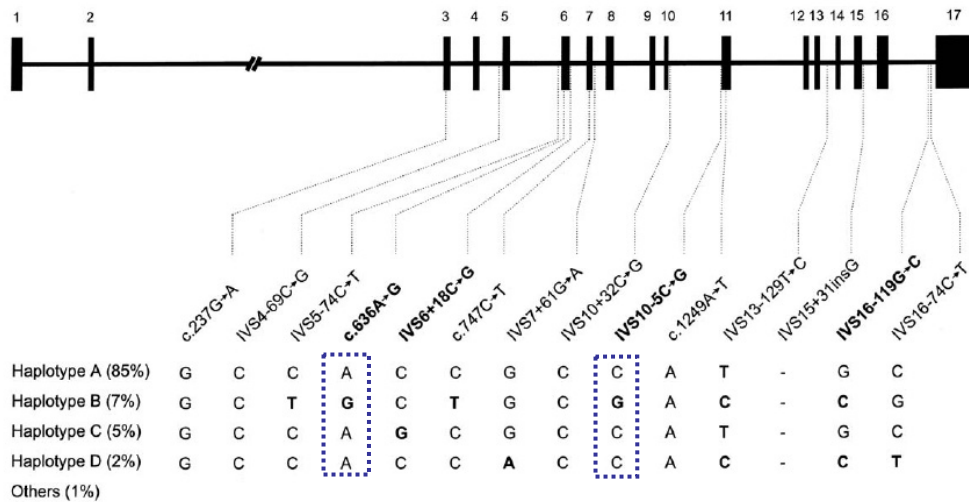 1 2 3 4 5 6 7 8 9 10 11 12 13 14 15 16 17
c.237G→A IVS4-69C→G IVS5-74C→T c.636A→G IVS6+18C→G c.747C→T IVS7+61G→A IVS10+32C→G IVS10-5C→G c.1249A→T IVS13-129T→C IVS15+31insG IVS16-119G→C IVS16-74C→T
Haplotype A (85%) G C C A C C G C C A T - G C
Haplotype B (7%) G C T G C T G C G A C - C G
Haplotype C (5%) G C C A G C G C C A T - G C
Haplotype D (2%) G C C A C C A C C A C - C T
Others (1%)